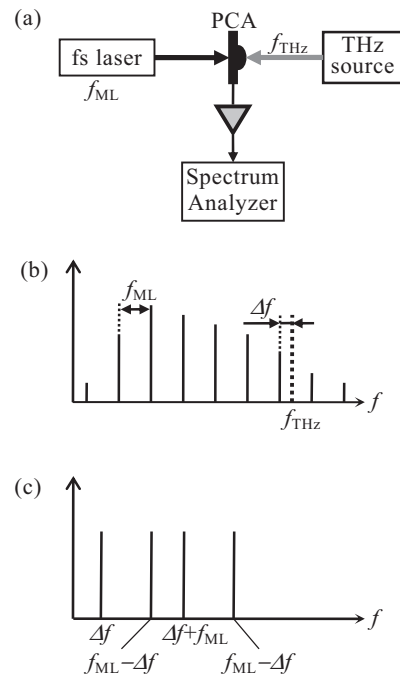 (a)
PCA
fs laser
f_ML
f_THz
THz
source
Spectrum
Analyzer
(b)
f_ML
Δf
f
f_THz
(c)
f
Δf
Δf+f_ML
f_ML−Δf
f_ML−Δf